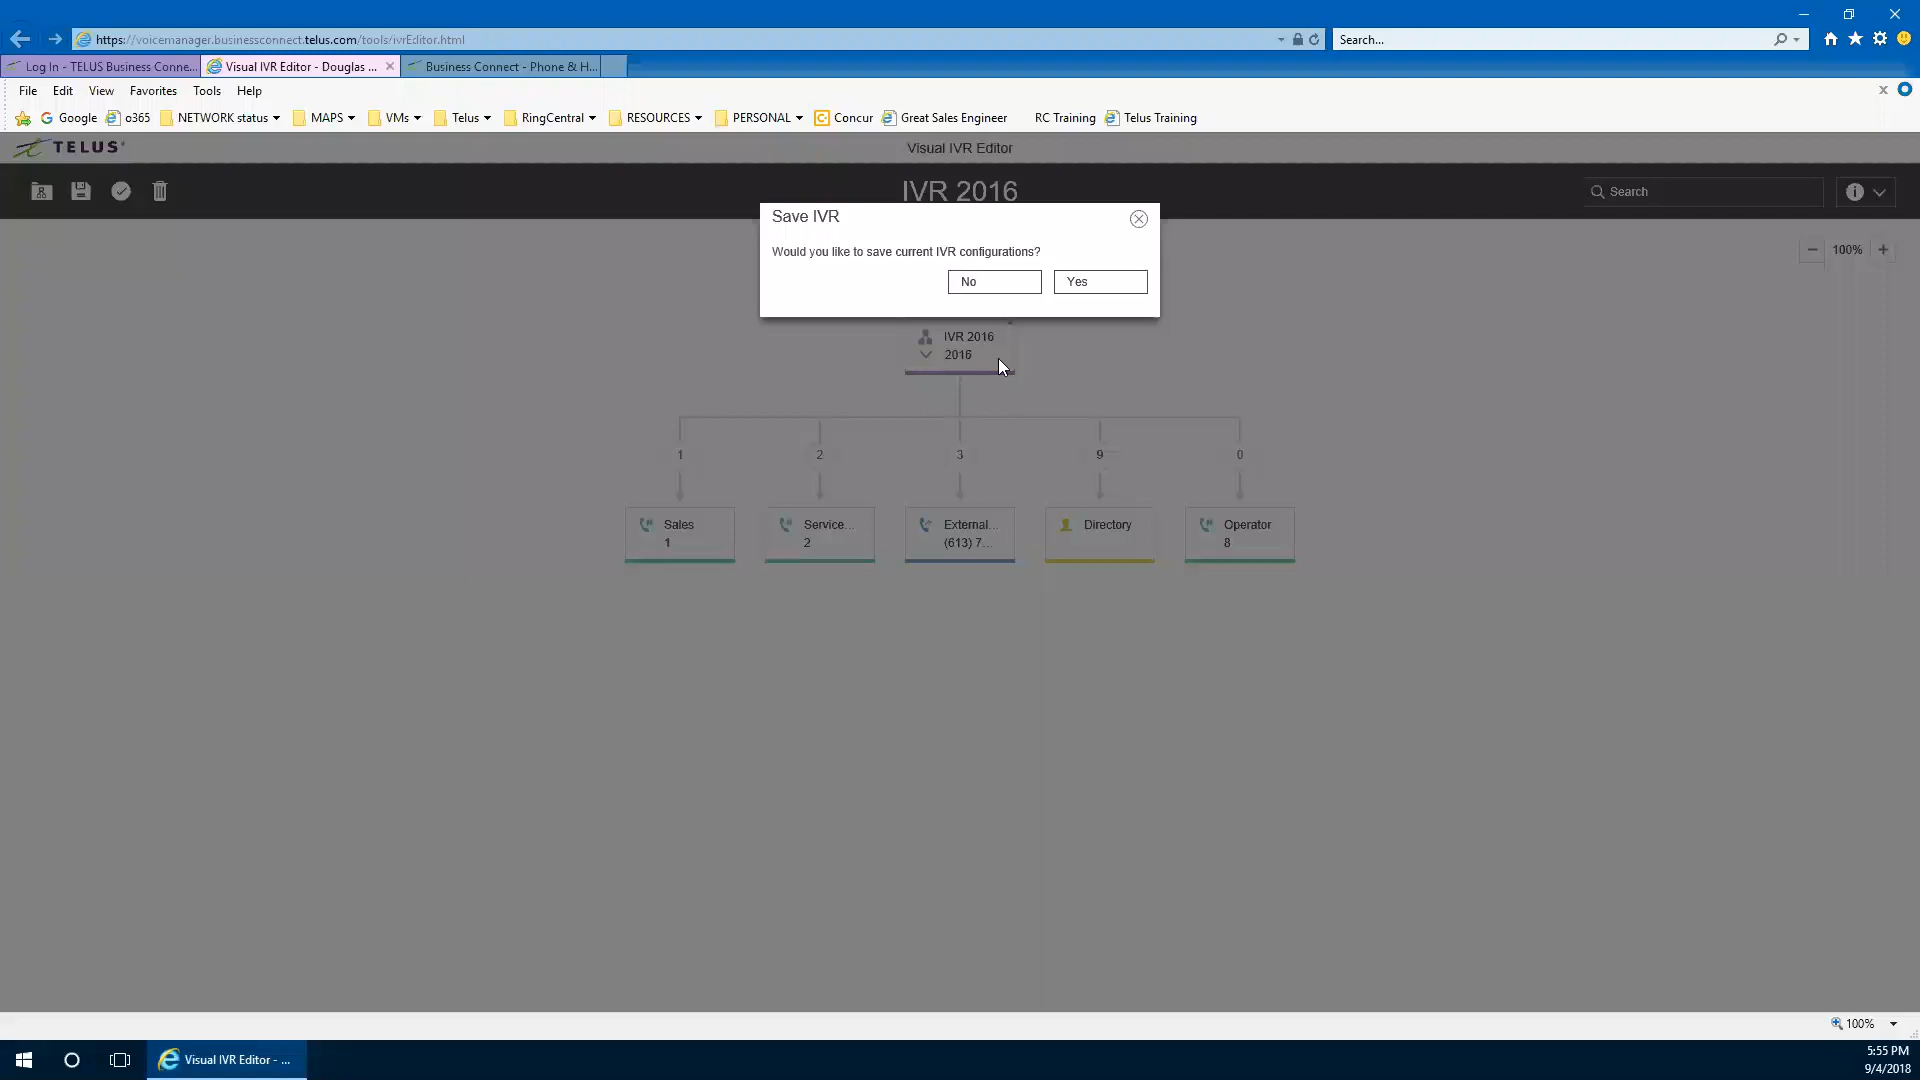 https://voicemanager.businessconnect.telus.com/tools/ivrEditor.html
Search...
Log In - TELUS Business Conne...
Visual IVR Editor - Douglas ...
Business Connect - Phone & H...
File Edit View Favorites Tools Help
Google o365 NETWORK status MAPS VMs Telus RingCentral RESOURCES PERSONAL Concur Great Sales Engineer RC Training Telus Training
TELUS
Visual IVR Editor
IVR 2016
Search
Save IVR
Would you like to save current IVR configurations?
No
Yes
100%
IVR 2016
2016
1 2 3 9 0
Sales
1
Service...
2
External...
(613) 7...
Directory
Operator
8
100%
Visual IVR Editor - ...
5:55 PM
9/4/2018